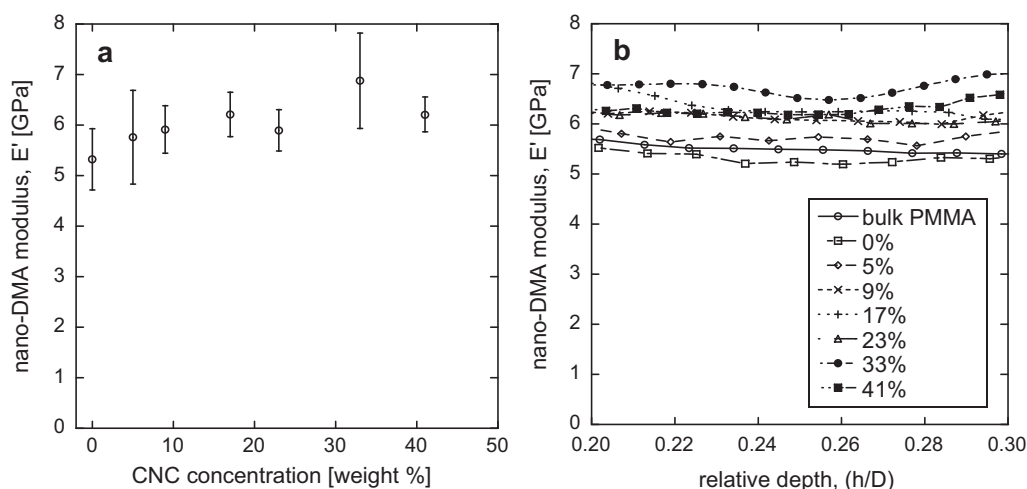 a
nano-DMA modulus, E' [GPa]
8
7
6
5
4
3
2
1
0
0 10 20 30 40 50
CNC concentration [weight %]
b
nano-DMA modulus, E' [GPa]
8
7
6
5
4
3
2
1
0
bulk PMMA
0%
5%
9%
17%
23%
33%
41%
0.20 0.22 0.24 0.26 0.28 0.30
relative depth, (h/D)